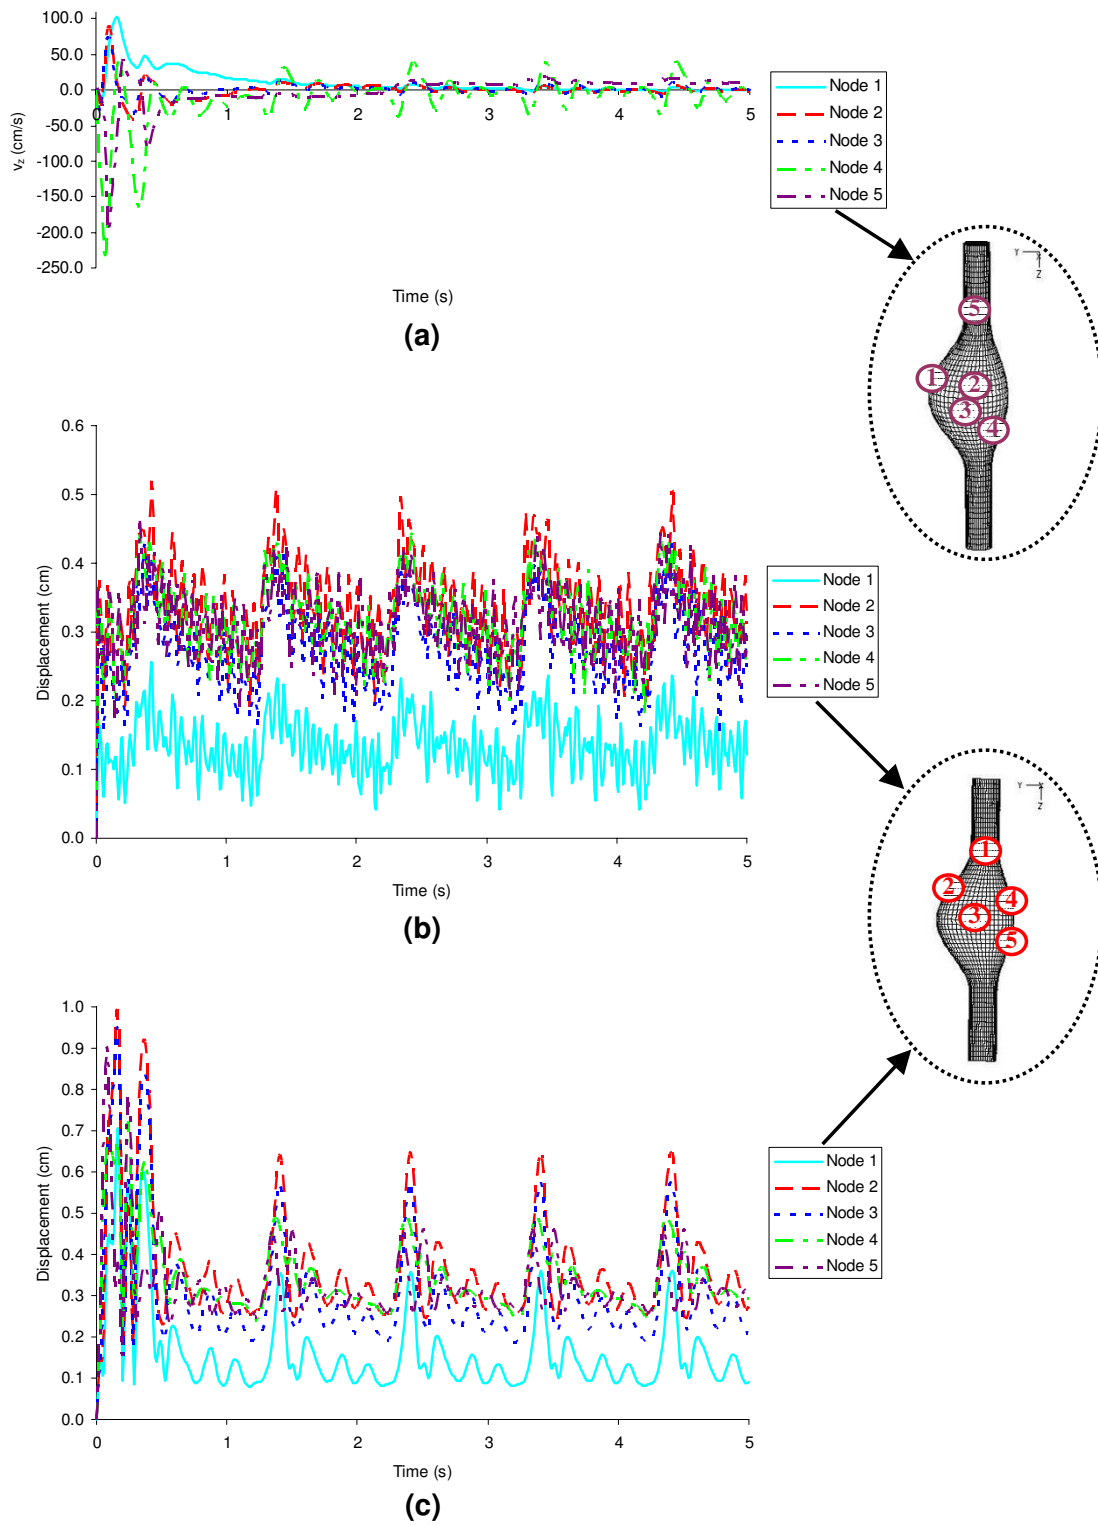 100.0
50.0
0.0
-50.0
-100.0
-150.0
-200.0
-250.0
vz (cm/s)
0 1 2 3 4 5
Time (s)
(a)
Node 1
Node 2
Node 3
Node 4
Node 5
Y X
Z
5
1
2
3
4
0.6
0.5
0.4
0.3
0.2
0.1
0.0
Displacement (cm)
0 1 2 3 4 5
Time (s)
(b)
Node 1
Node 2
Node 3
Node 4
Node 5
Y X
Z
1
2
4
3
5
1.0
0.9
0.8
0.7
0.6
0.5
0.4
0.3
0.2
0.1
0.0
Displacement (cm)
0 1 2 3 4 5
Time (s)
(c)
Node 1
Node 2
Node 3
Node 4
Node 5